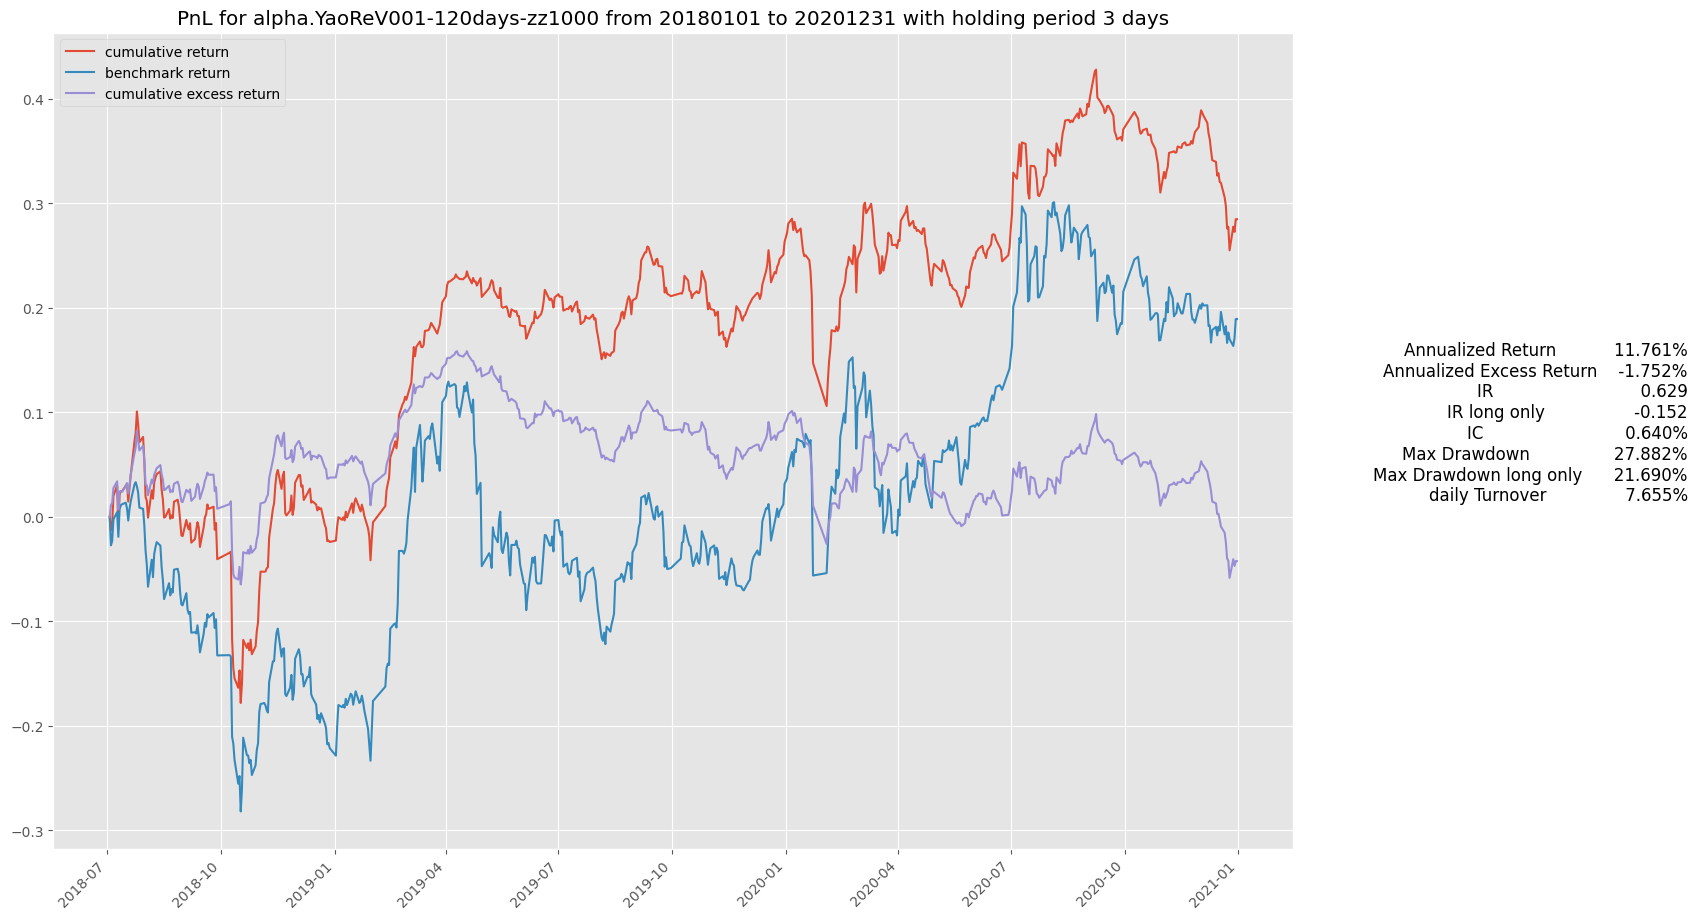 PnL for alpha.YaoReV001-120days-zz1000 from 20180101 to 20201231 with holding period 3 days
cumulative return
benchmark return
cumulative excess return
0.4
0.3
0.2
0.1
0.0
−0.1
−0.2
−0.3
2018-07
2018-10
2019-01
2019-04
2019-07
2019-10
2020-01
2020-04
2020-07
2020-10
2021-01
Annualized Return 11.761%
Annualized Excess Return -1.752%
IR 0.629
IR long only -0.152
IC 0.640%
Max Drawdown 27.882%
Max Drawdown long only 21.690%
daily Turnover 7.655%